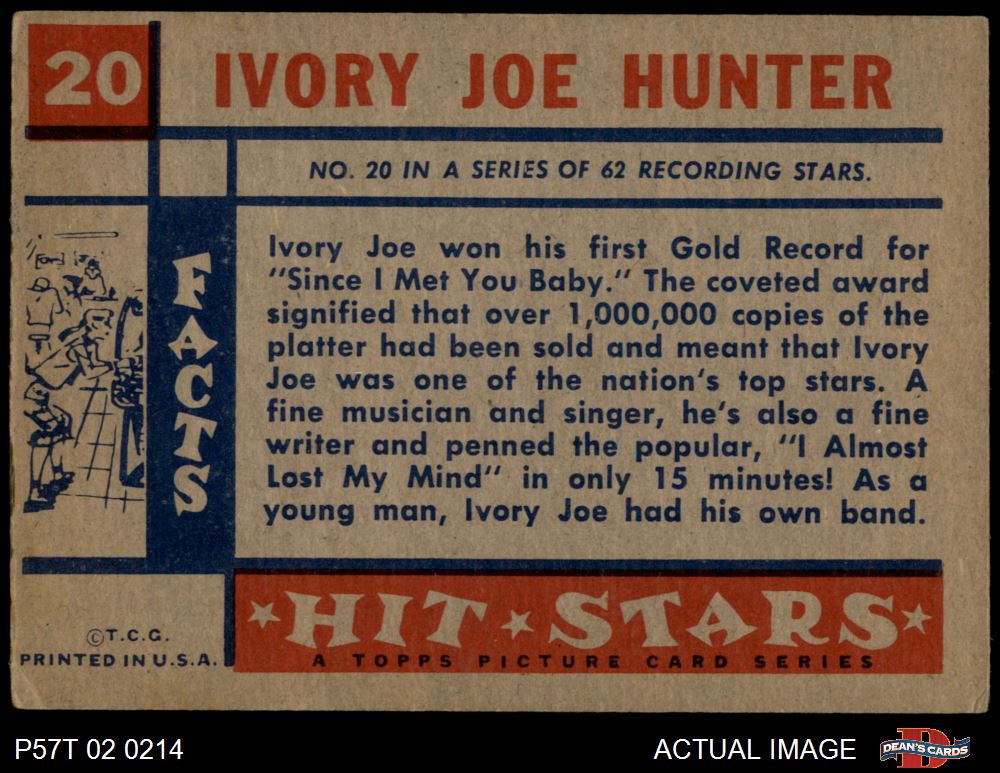 20 IVORY JOE HUNTER
NO. 20 IN A SERIES OF 62 RECORDING STARS.
FACTS
Ivory Joe won his first Gold Record for
"Since I Met You Baby." The coveted award
signified that over 1,000,000 copies of the
platter had been sold and meant that Ivory
Joe was one of the nation's top stars. A
fine musician and singer, he's also a fine
writer and penned the popular, "I Almost
Lost My Mind" in only 15 minutes! As a
young man, Ivory Joe had his own band.
HIT STARS
A TOPPS PICTURE CARD SERIES
©T.C.G.
PRINTED IN U.S.A.
P57T 02 0214
ACTUAL IMAGE
D
DEAN'S CARDS